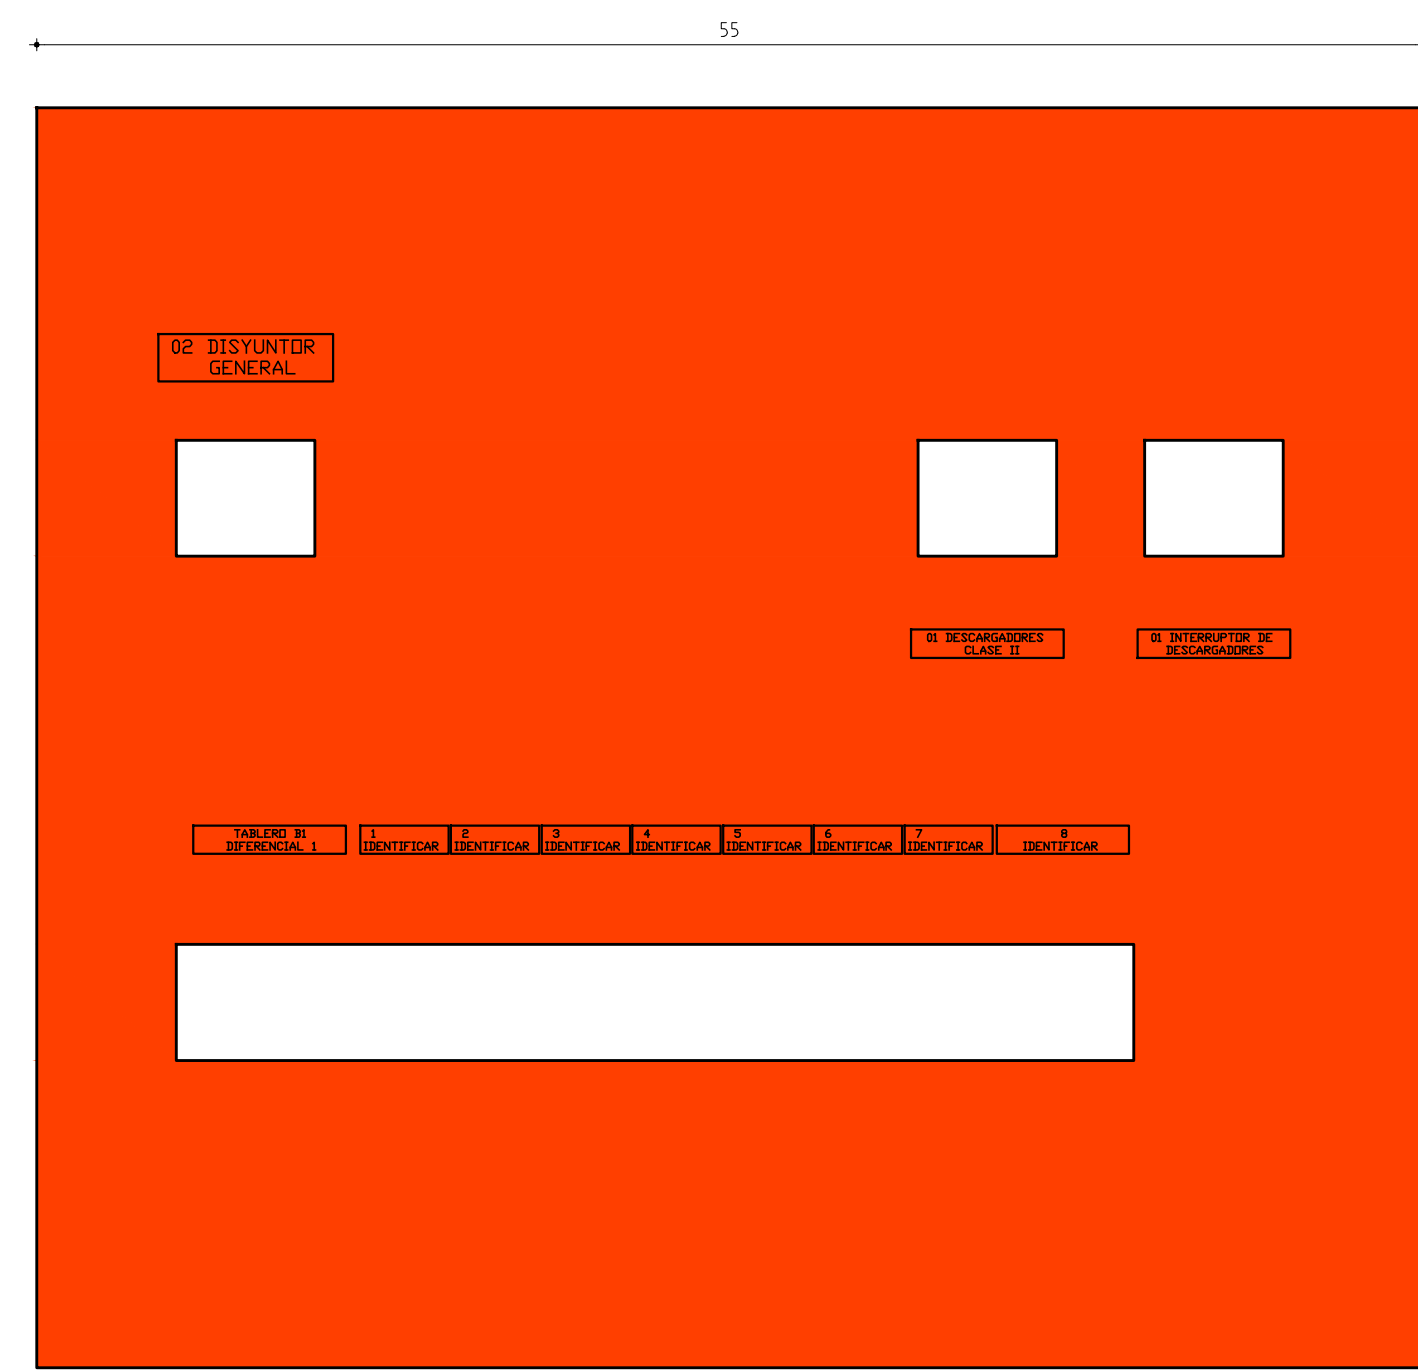 55
02 DISYUNTOR
GENERAL
01 DESCARGADORES
CLASE II
01 INTERRUPTOR DE
DESCARGADORES
TABLERO B1
DIFERENCIAL 1
1
IDENTIFICAR
2
IDENTIFICAR
3
IDENTIFICAR
4
IDENTIFICAR
5
IDENTIFICAR
6
IDENTIFICAR
7
IDENTIFICAR
8
IDENTIFICAR